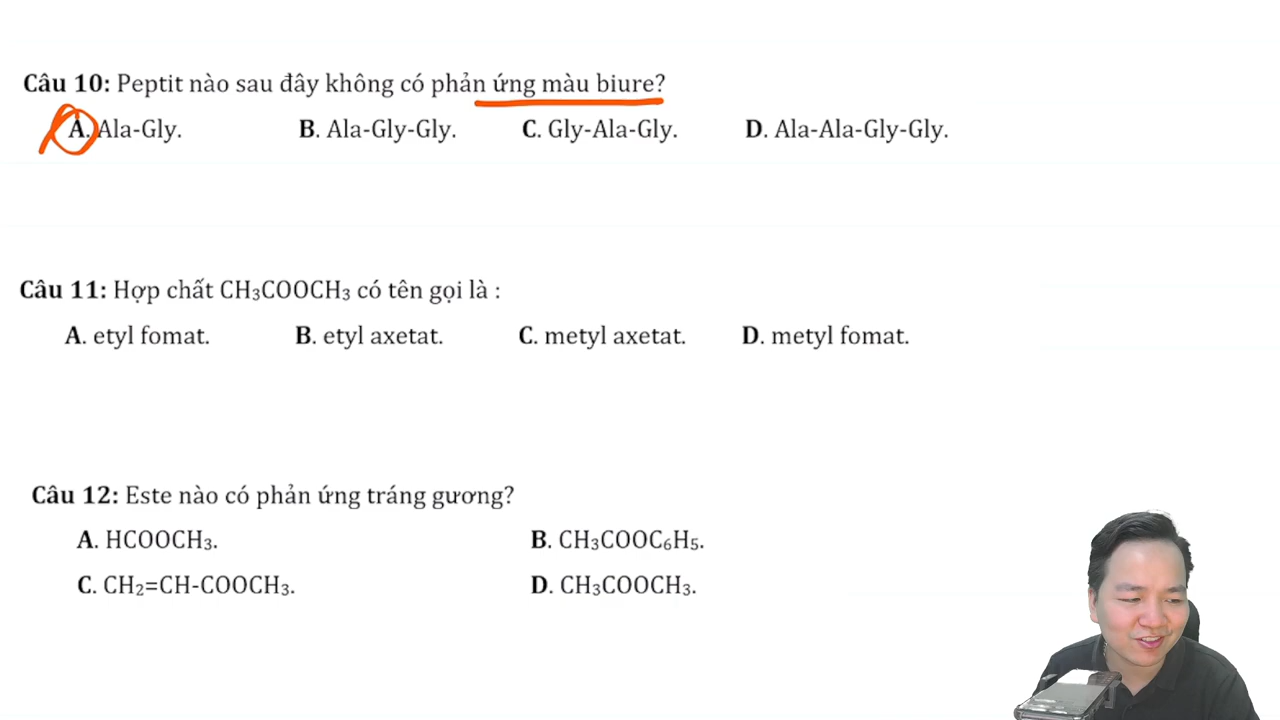 Câu 10: Peptit nào sau đây không có phản ứng màu biure?
A. Ala-Gly. B. Ala-Gly-Gly. C. Gly-Ala-Gly. D. Ala-Ala-Gly-Gly.
Câu 11: Hợp chất CH₃COOCH₃ có tên gọi là :
A. etyl fomat. B. etyl axetat. C. metyl axetat. D. metyl fomat.
Câu 12: Este nào có phản ứng tráng gương?
A. HCOOCH₃. B. CH₃COOC₆H₅.
C. CH₂=CH-COOCH₃. D. CH₃COOCH₃.